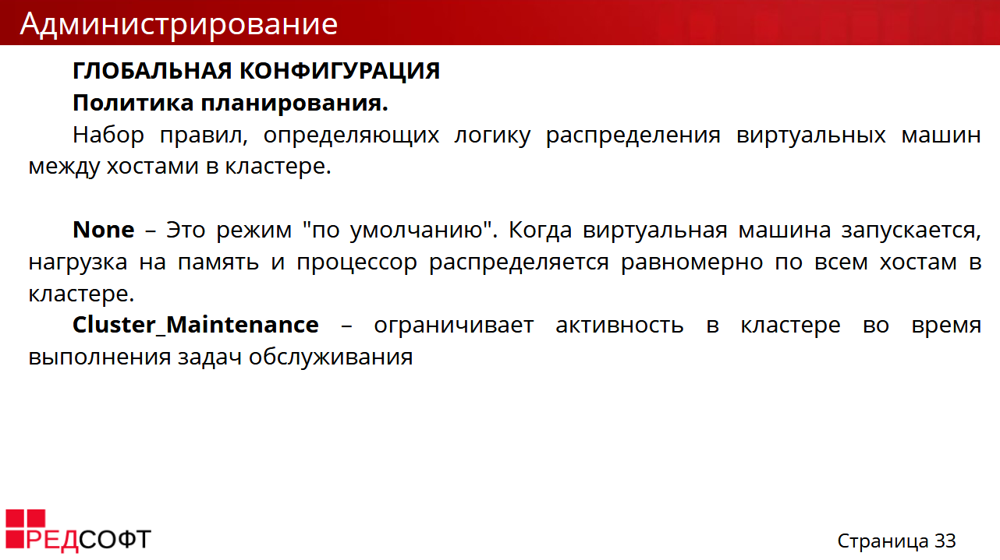 Администрирование
ГЛОБАЛЬНАЯ КОНФИГУРАЦИЯ
Политика планирования.
Набор правил, определяющих логику распределения виртуальных машин
между хостами в кластере.
None – Это режим "по умолчанию". Когда виртуальная машина запускается,
нагрузка на память и процессор распределяется равномерно по всем хостам в
кластере.
Cluster_Maintenance – ограничивает активность в кластере во время
выполнения задач обслуживания
РЕДСОФТ
Страница 33